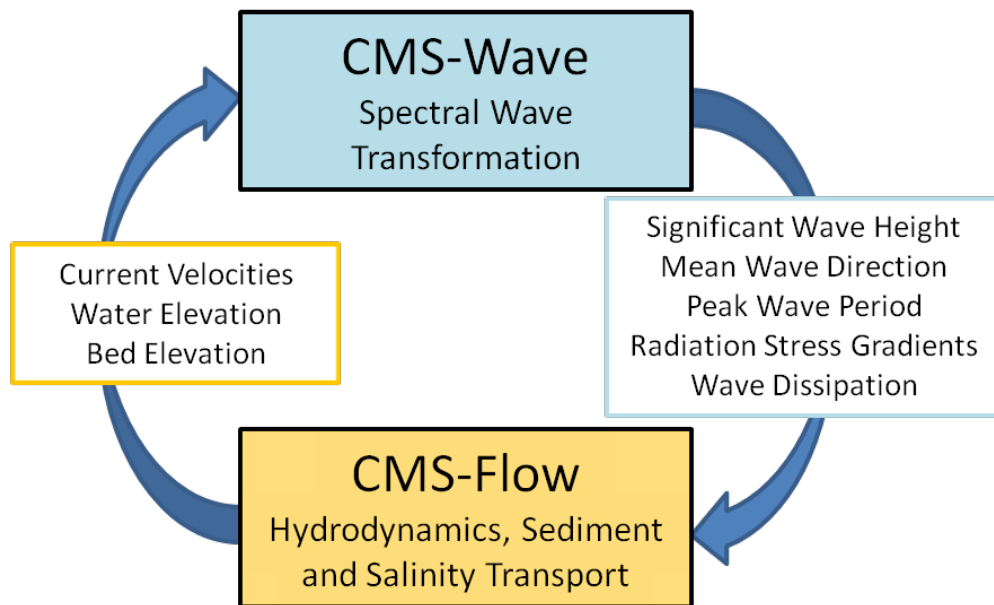 CMS-Wave
Spectral Wave
Transformation
Significant Wave Height
Mean Wave Direction
Peak Wave Period
Radiation Stress Gradients
Wave Dissipation
Current Velocities
Water Elevation
Bed Elevation
CMS-Flow
Hydrodynamics, Sediment
and Salinity Transport